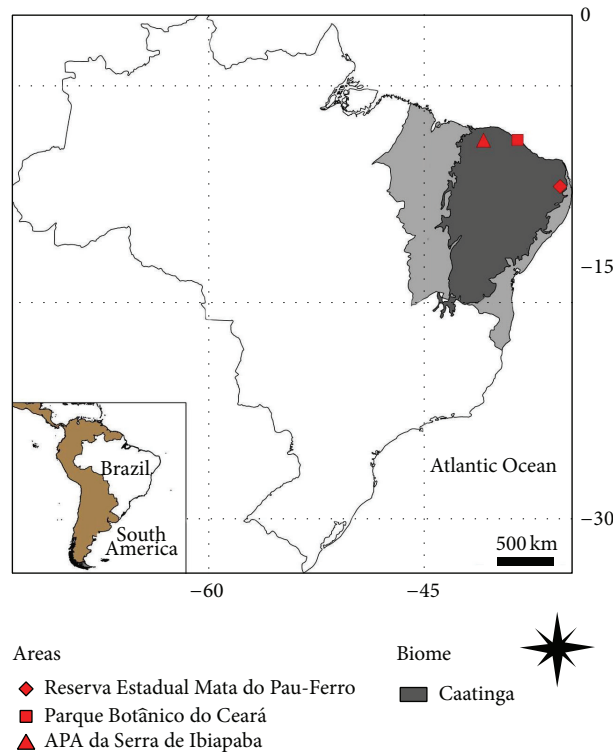 0
−15
Atlantic Ocean
Brazil
South
America
−30
500 km
−60
−45
Areas
Reserva Estadual Mata do Pau-Ferro
Parque Botânico do Ceará
APA da Serra de Ibiapaba
Biome
Caatinga